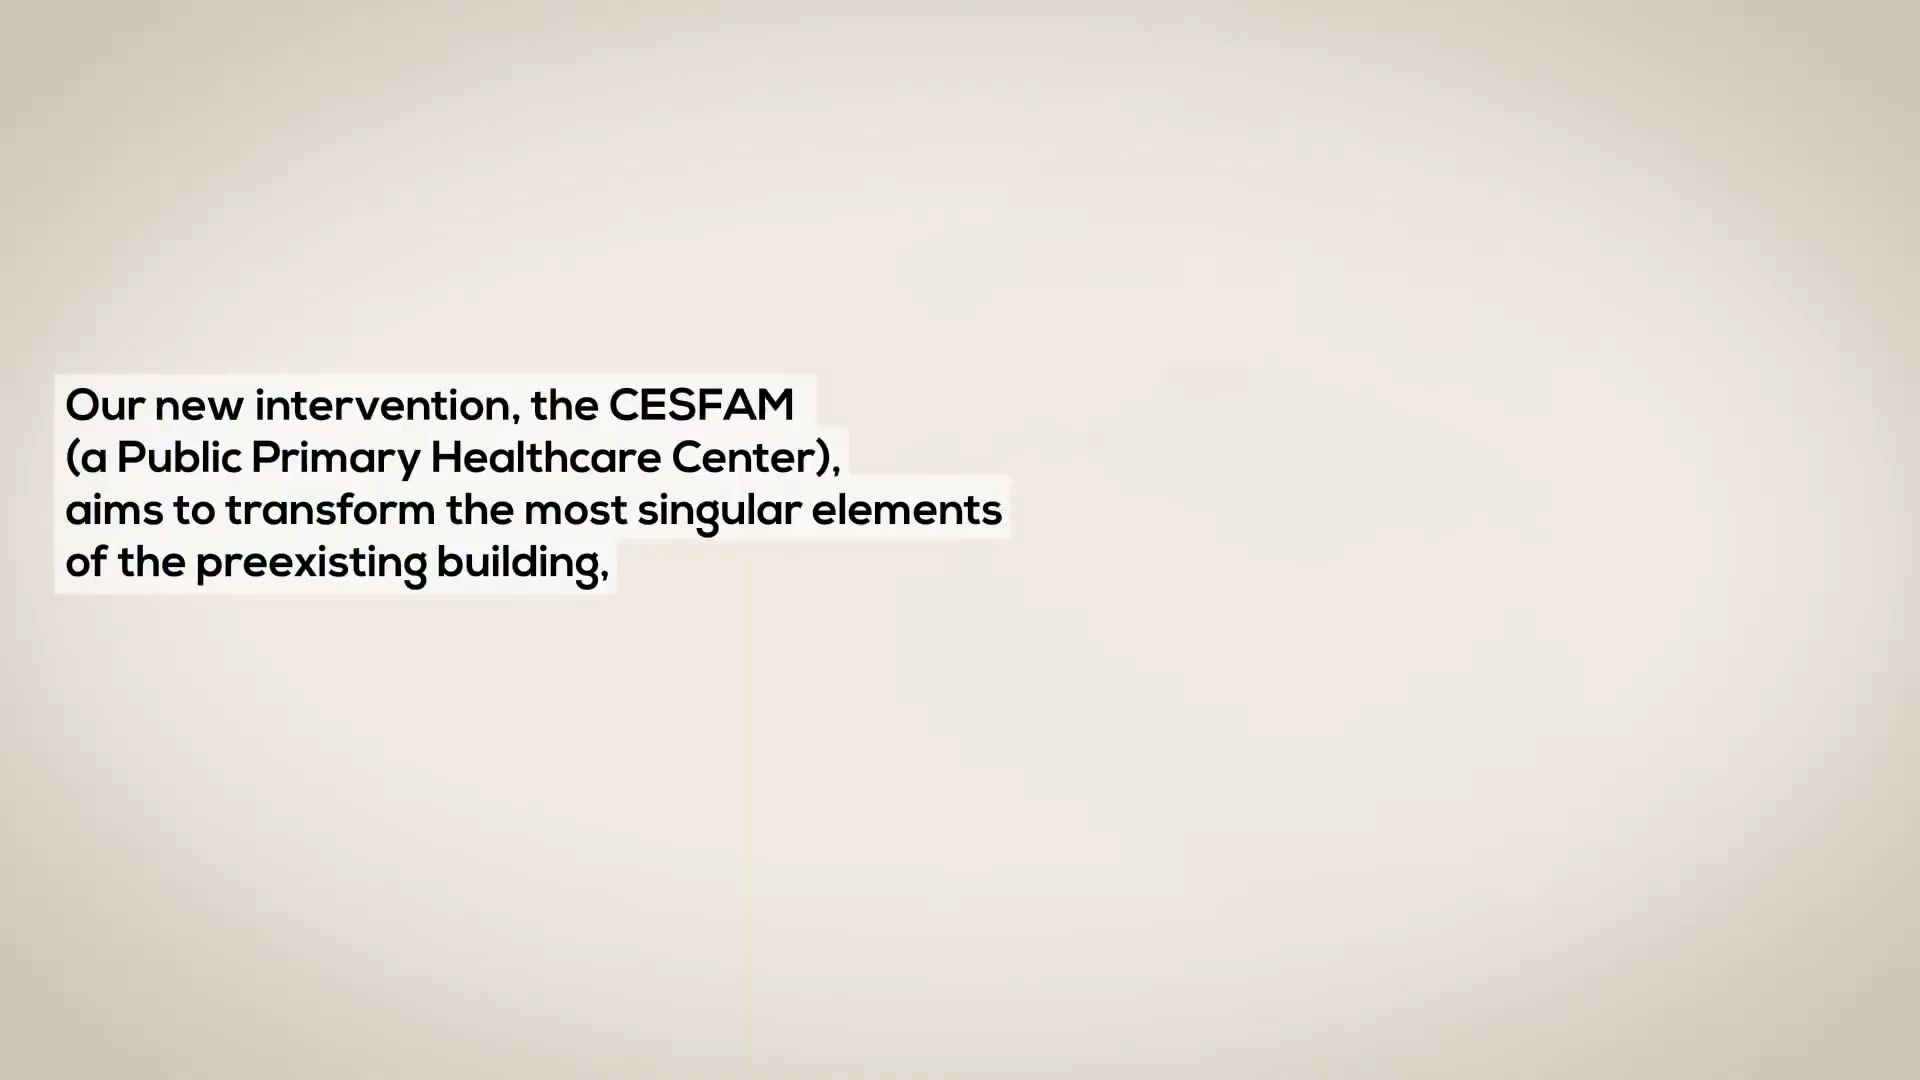 Our new intervention, the CESFAM
(a Public Primary Healthcare Center),
aims to transform the most singular elements
of the preexisting building,